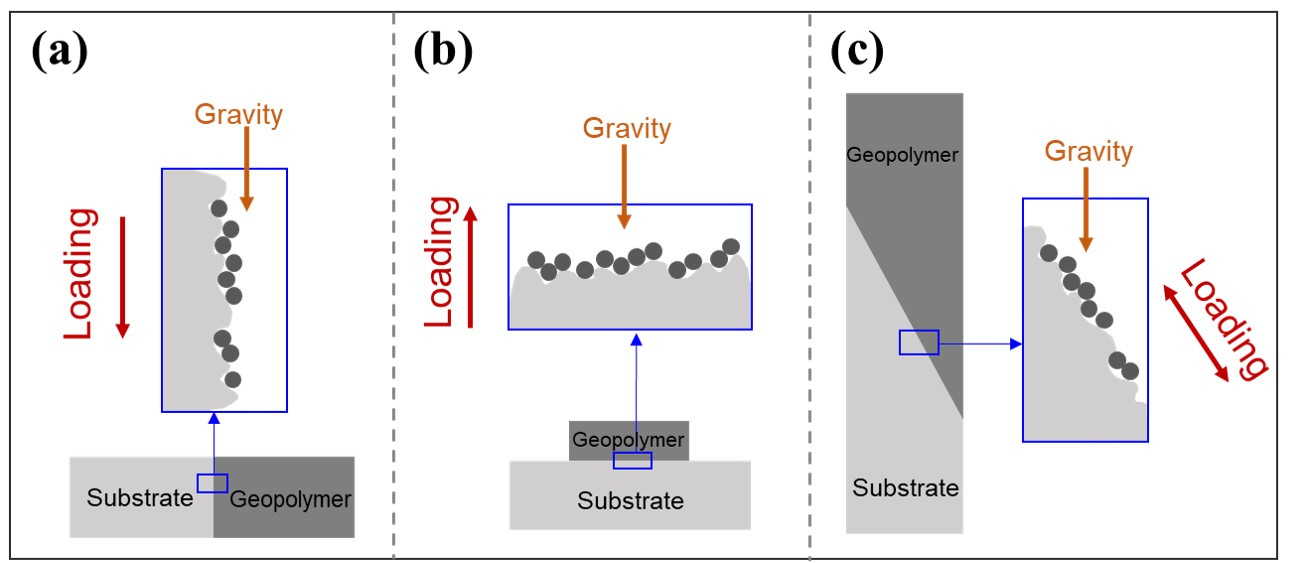 (a)
Gravity
Loading
Substrate
Geopolymer
(b)
Gravity
Loading
Geopolymer
Substrate
(c)
Geopolymer
Gravity
Loading
Substrate